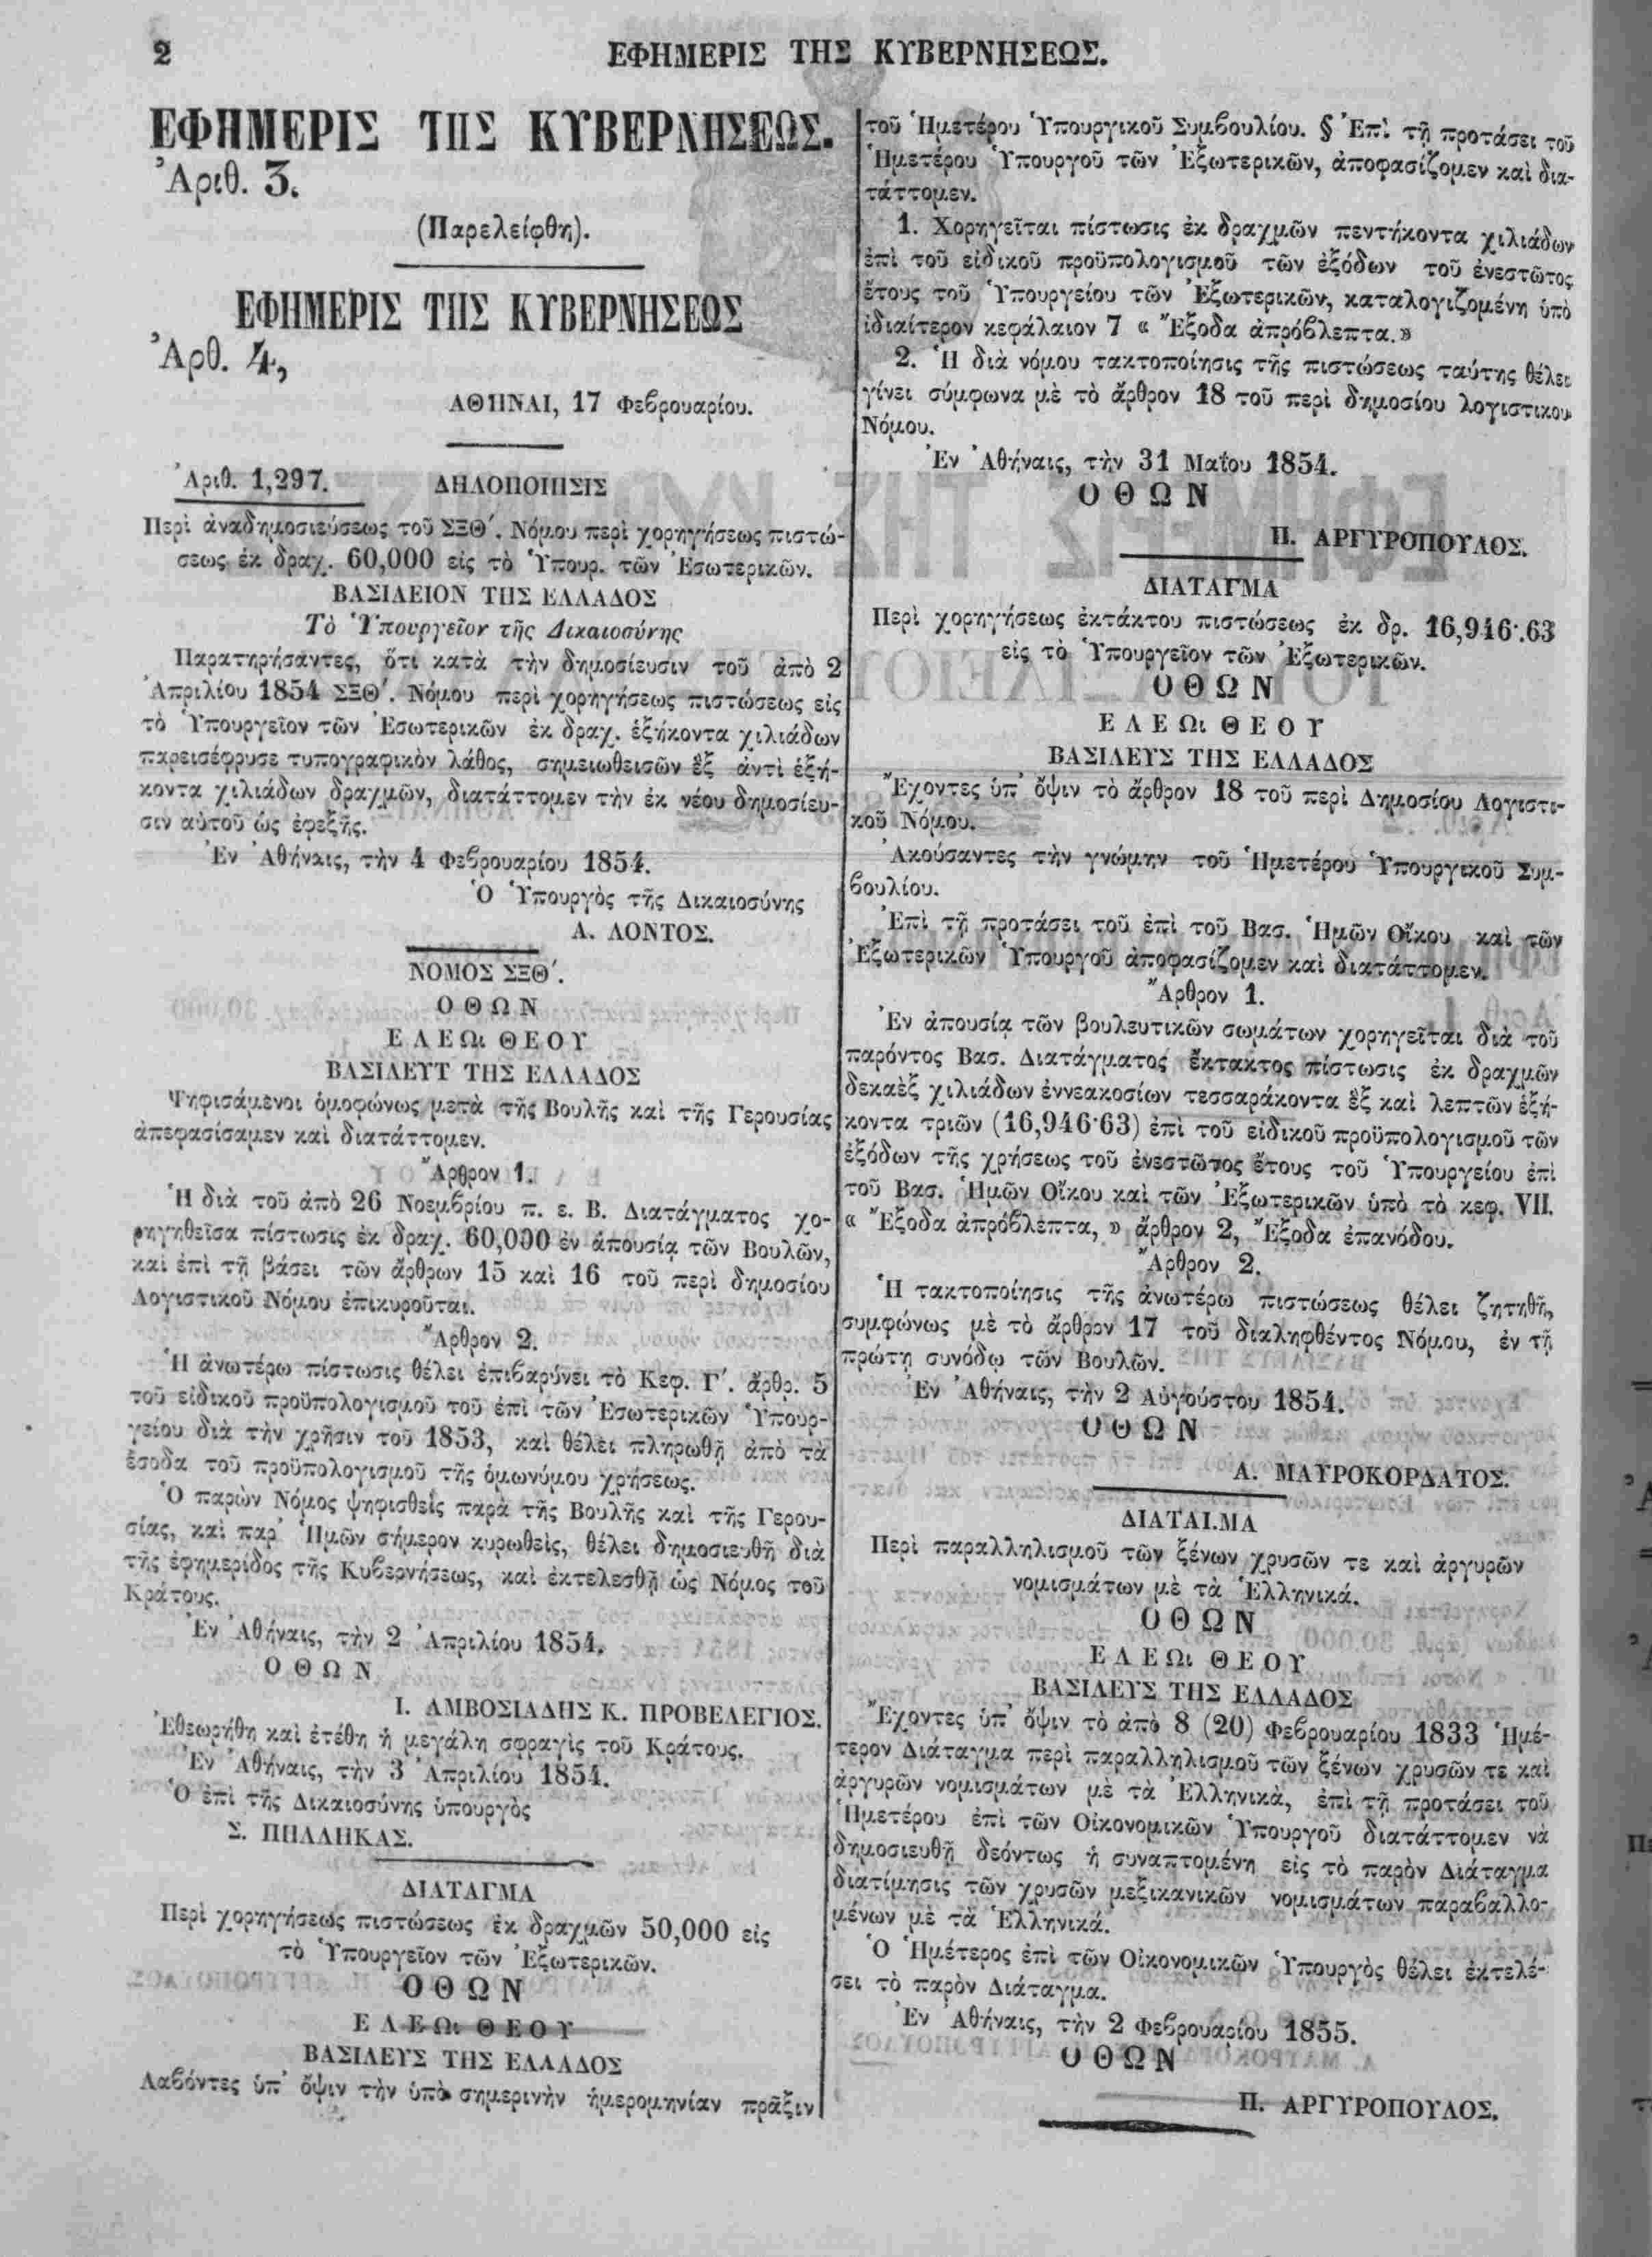 2
ΕΦΗΜΕΡΙΣ ΤΗΣ ΚΥΒΕΡΝΗΣΕΩΣ.
ΕΦΗΜΕΡΙΣ ΤΗΣ ΚΥΒΕΡΝΗΣΕΩΣ.
Ἀριθ. 3.
(Παρελείφθη).
ΕΦΗΜΕΡΙΣ ΤΗΣ ΚΥΒΕΡΝΗΣΕΩΣ
Ἀρθ. 4,
ΑΘΗΝΑΙ, 17 Φεβρουαρίου.
Ἀριθ. 1,297. ΔΗΛΟΠΟΙΗΣΙΣ
Περὶ ἀναδημοσιεύσεως τοῦ ΣΞΘ΄. Νόμου περὶ χορηγήσεως πιστώ-
σεως ἐκ δραχ. 60,000 εἰς τὸ Ὑπουρ. τῶν Ἐσωτερικῶν.
ΒΑΣΙΛΕΙΟΝ ΤΗΣ ΕΛΛΑΔΟΣ
Τὸ Ὑπουργεῖον τῆς Δικαιοσύνης
Παρατηρήσαντες, ὅτι κατὰ τὴν δημοσίευσιν τοῦ ἀπὸ 2
Ἀπριλίου 1854 ΣΞΘ΄. Νόμου περὶ χορηγήσεως πιστώσεως εἰς
τὸ Ὑπουργεῖον τῶν Ἐσωτερικῶν ἐκ δραχ. ἑξήκοντα χιλιάδων
παρεισέφρυσε τυπογραφικὸν λάθος, σημειωθεισῶν ἓξ ἀντὶ ἑξή-
κοντα χιλιάδων δραχμῶν, διατάττομεν τὴν ἐκ νέου δημοσίευ-
σιν αὐτοῦ ὡς ἐφεξῆς.
Ἐν Ἀθήναις, τὴν 4 Φεβρουαρίου 1854.
Ὁ Ὑπουργὸς τῆς Δικαιοσύνης
Α. ΛΟΝΤΟΣ.
ΝΟΜΟΣ ΣΞΘ΄.
ΟΘΩΝ
ΕΛΕΩι ΘΕΟΥ
ΒΑΣΙΛΕΥΤ ΤΗΣ ΕΛΛΑΔΟΣ
Ψηφισάμενοι ὁμοφώνως μετὰ τῆς Βουλῆς καὶ τῆς Γερουσίας
ἀπεφασίσαμεν καὶ διατάττομεν.
Ἄρθρον 1.
Ἡ διὰ τοῦ ἀπὸ 26 Νοεμβρίου π. ε. Β. Διατάγματος χο-
ρηγηθεῖσα πίστωσις ἐκ δραχ. 60,000 ἐν ἀπουσίᾳ τῶν Βουλῶν,
καὶ ἐπὶ τῇ βάσει τῶν ἄρθρων 15 καὶ 16 τοῦ περὶ δημοσίου
Λογιστικοῦ Νόμου ἐπικυροῦται.
Ἄρθρον 2.
Ἡ ἀνωτέρω πίστωσις θέλει ἐπιβαρύνει τὸ Κεφ. Γ΄. ἄρθρ. 5
τοῦ εἰδικοῦ προϋπολογισμοῦ τοῦ ἐπὶ τῶν Ἐσωτερικῶν Ὑπουρ-
γείου διὰ τὴν χρῆσιν τοῦ 1853, καὶ θέλει πληρωθῆ ἀπὸ τὰ
ἔσοδα τοῦ προϋπολογισμοῦ τῆς ὁμωνύμου χρήσεως.
Ὁ παρὼν Νόμος ψηφισθεὶς παρὰ τῆς Βουλῆς καὶ τῆς Γερου-
σίας, καὶ παρ' Ἡμῶν σήμερον κυρωθεὶς, θέλει δημοσιευθῆ διὰ
τῆς ἐφημερίδος τῆς Κυβερνήσεως, καὶ ἐκτελεσθῇ ὡς Νόμος τοῦ
Κράτους.
Ἐν Ἀθήναις, τὴν 2 Ἀπριλίου 1854.
ΟΘΩΝ
Ι. ΑΜΒΟΣΙΑΔΗΣ Κ. ΠΡΟΒΕΛΕΓΙΟΣ.
Ἐθεωρήθη καὶ ἐτέθη ἡ μεγάλη σφραγὶς τοῦ Κράτους.
Ἐν Ἀθήναις, τὴν 3 Ἀπριλίου 1854.
Ὁ ἐπὶ τῆς Δικαιοσύνης ὑπουργὸς
Σ. ΠΗΛΛΗΚΑΣ.
ΔΙΑΤΑΓΜΑ
Περὶ χορηγήσεως πιστώσεως ἐκ δραχμῶν 50,000 εἰς
τὸ Ὑπουργεῖον τῶν Ἐξωτερικῶν.
ΟΘΩΝ
ΕΛΕΩι ΘΕΟΥ
ΒΑΣΙΛΕΥΣ ΤΗΣ ΕΛΛΑΔΟΣ
Λαβόντες ὑπ' ὄψιν τὴν ὑπὸ σημερινὴν ἡμερομηνίαν πρᾶξιν
τοῦ Ἡμετέρου Ὑπουργικοῦ Συμβουλίου. § Ἐπὶ τῇ προτάσει τοῦ
Ἡμετέρου Ὑπουργοῦ τῶν Ἐξωτερικῶν, ἀποφασίζομεν καὶ δια-
τάττομεν.
1. Χορηγεῖται πίστωσις ἐκ δραχμῶν πεντήκοντα χιλιάδων
ἐπὶ τοῦ εἰδικοῦ προϋπολογισμοῦ τῶν ἐξόδων τοῦ ἐνεστῶτος
ἔτους τοῦ Ὑπουργείου τῶν Ἐξωτερικῶν, καταλογιζομένη ὑπὸ
ἰδιαίτερον κεφάλαιον 7 « Ἔξοδα ἀπρόβλεπτα.»
2. Ἡ διὰ νόμου τακτοποίησις τῆς πιστώσεως ταύτης θέλει
γίνει σύμφωνα μὲ τὸ ἄρθρον 18 τοῦ περὶ δημοσίου λογιστικου
Νόμου.
Ἐν Ἀθήναις, τὴν 31 Μαΐου 1854.
ΟΘΩΝ
Π. ΑΡΓΥΡΟΠΟΥΛΟΣ.
ΔΙΑΤΑΓΜΑ
Περὶ χορηγήσεως ἐκτάκτου πιστώσεως ἐκ δρ. 16,946·.63
εἰς τὸ Ὑπουργεῖον τῶν Ἐξωτερικῶν.
ΟΘΩΝ
ΕΛΕΩι ΘΕΟΥ
ΒΑΣΙΛΕΥΣ ΤΗΣ ΕΛΛΑΔΟΣ
Ἔχοντες ὑπ' ὄψιν τὸ ἄρθρον 18 τοῦ περὶ Δημοσίου Λογιστι-
κοῦ Νόμου.
Ἀκούσαντες τὴν γνώμην τοῦ Ἡμετέρου Ὑπουργικοῦ Συμ-
βουλίου.
Ἐπὶ τῇ προτάσει τοῦ ἐπὶ τοῦ Βασ. Ἡμῶν Οἴκου καὶ τῶν
Ἐξωτερικῶν Ὑπουργοῦ ἀποφασίζομεν καὶ διατάττομεν.
Ἄρθρον 1.
Ἐν ἀπουσίᾳ τῶν βουλευτικῶν σωμάτων χορηγεῖται διὰ τοῦ
παρόντος Βασ. Διατάγματος ἔκτακτος πίστωσις ἐκ δραχμῶν
δεκαὲξ χιλιάδων ἐννεακοσίων τεσσαράκοντα ἓξ καὶ λεπτῶν ἑξή-
κοντα τριῶν (16,946·63) ἐπὶ τοῦ εἰδικοῦ προϋπολογισμοῦ τῶν
ἐξόδων τῆς χρήσεως τοῦ ἐνεστῶτος ἔτους τοῦ Ὑπουργείου ἐπὶ
τοῦ Βασ. Ἡμῶν Οἴκου καὶ τῶν Ἐξωτερικῶν ὑπὸ τὸ κεφ. VII.
« Ἔξοδα ἀπρόβλεπτα, » ἄρθρον 2, Ἔξοδα ἐπανόδου.
Ἄρθρον 2.
Ἡ τακτοποίησις τῆς ἀνωτέρω πιστώσεως θέλει ζητηθῆ,
συμφώνως μὲ τὸ ἄρθρον 17 τοῦ διαληφθέντος Νόμου, ἐν τῇ
πρώτῃ συνόδῳ τῶν Βουλῶν.
Ἐν Ἀθήναις, τὴν 2 Αὐγούστου 1854.
ΟΘΩΝ
Α. ΜΑΥΡΟΚΟΡΔΑΤΟΣ.
ΔΙΑΤΑΙ.ΜΑ
Περὶ παραλληλισμοῦ τῶν ξένων χρυσῶν τε καὶ ἀργυρῶν
νομισμάτων μὲ τὰ Ἑλληνικά.
ΟΘΩΝ
ΕΛΕΩι ΘΕΟΥ
ΒΑΣΙΛΕΥΣ ΤΗΣ ΕΛΛΑΔΟΣ
Ἔχοντες ὑπ' ὄψιν τὸ ἀπὸ 8 (20) Φεβρουαρίου 1833 Ἡμέ-
τερον Διάταγμα περὶ παραλληλισμοῦ τῶν ξένων χρυσῶν τε καὶ
ἀργυρῶν νομισμάτων μὲ τὰ Ἑλληνικὰ, ἐπὶ τῇ προτάσει τοῦ
Ἡμετέρου ἐπὶ τῶν Οἰκονομικῶν Ὑπουργοῦ διατάττομεν νὰ
δημοσιευθῇ δεόντως ἡ συναπτομένη εἰς τὸ παρὸν Διάταγμα
διατίμησις τῶν χρυσῶν μεξικανικῶν νομισμάτων παραβαλλο-
μένων μὲ τὰ Ἑλληνικά.
Ὁ Ἡμέτερος ἐπὶ τῶν Οἰκονομικῶν Ὑπουργὸς θέλει ἐκτελέ-
σει τὸ παρὸν Διάταγμα.
Ἐν Ἀθήναις, τὴν 2 Φεβρουαρίου 1855.
ΟΘΩΝ
Π. ΑΡΓΥΡΟΠΟΥΛΟΣ.